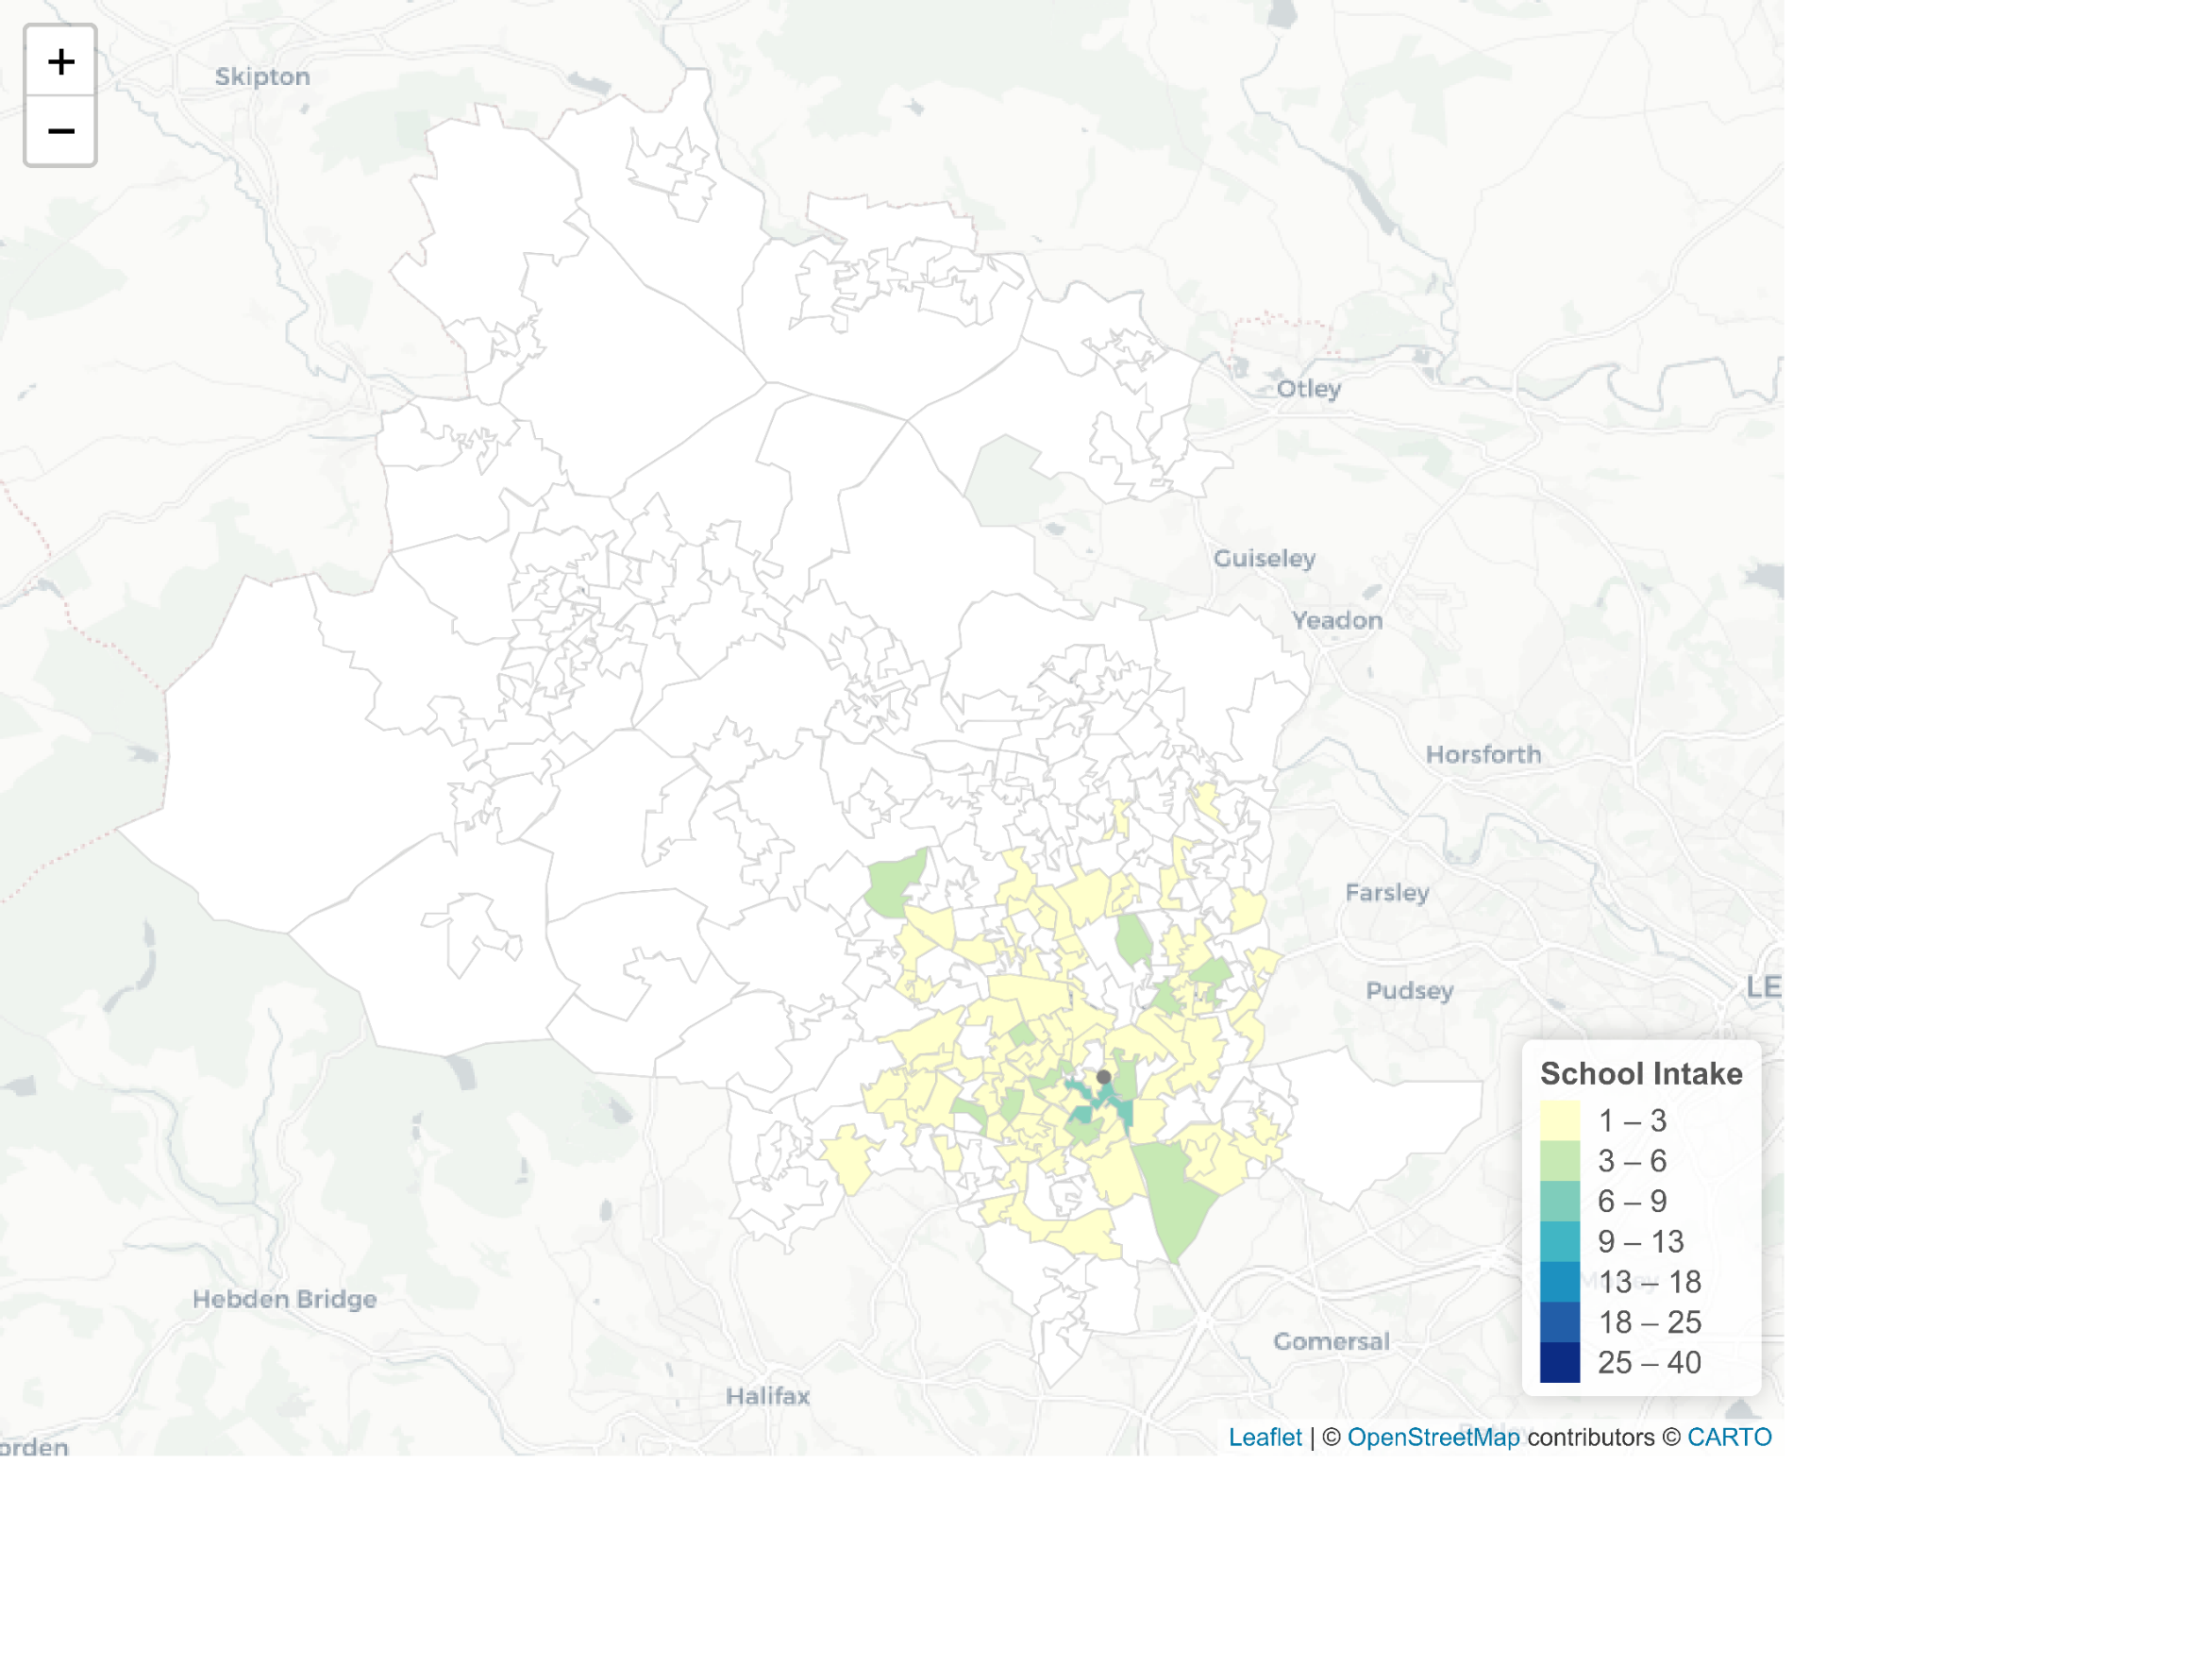 +
−
Skipton
Otley
Guiseley
Yeadon
Horsforth
Farsley
Pudsey
LE
School Intake
1 – 3
3 – 6
6 – 9
9 – 13
13 – 18
18 – 25
25 – 40
Hebden Bridge
Gomersal
Halifax
orden
Leaflet | © OpenStreetMap contributors © CARTO